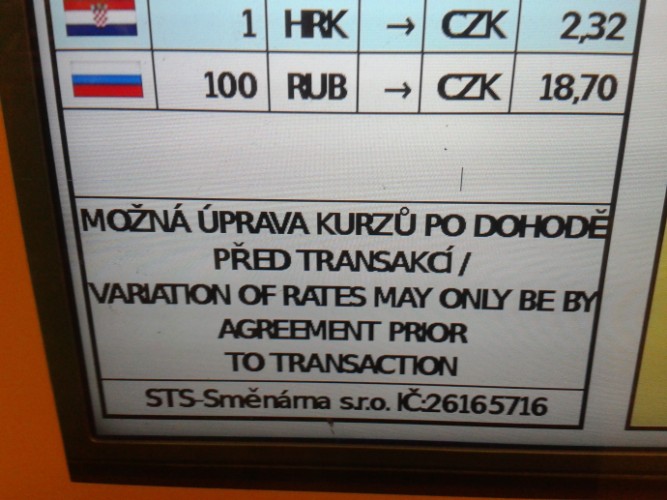 1 HRK → CZK 2,32
100 RUB → CZK 18,70
MOŽNÁ ÚPRAVA KURZŮ PO DOHODĚ
PŘED TRANSAKCÍ /
VARIATION OF RATES MAY ONLY BE BY
AGREEMENT PRIOR
TO TRANSACTION
STS-Směnárna s.r.o. IČ:26165716